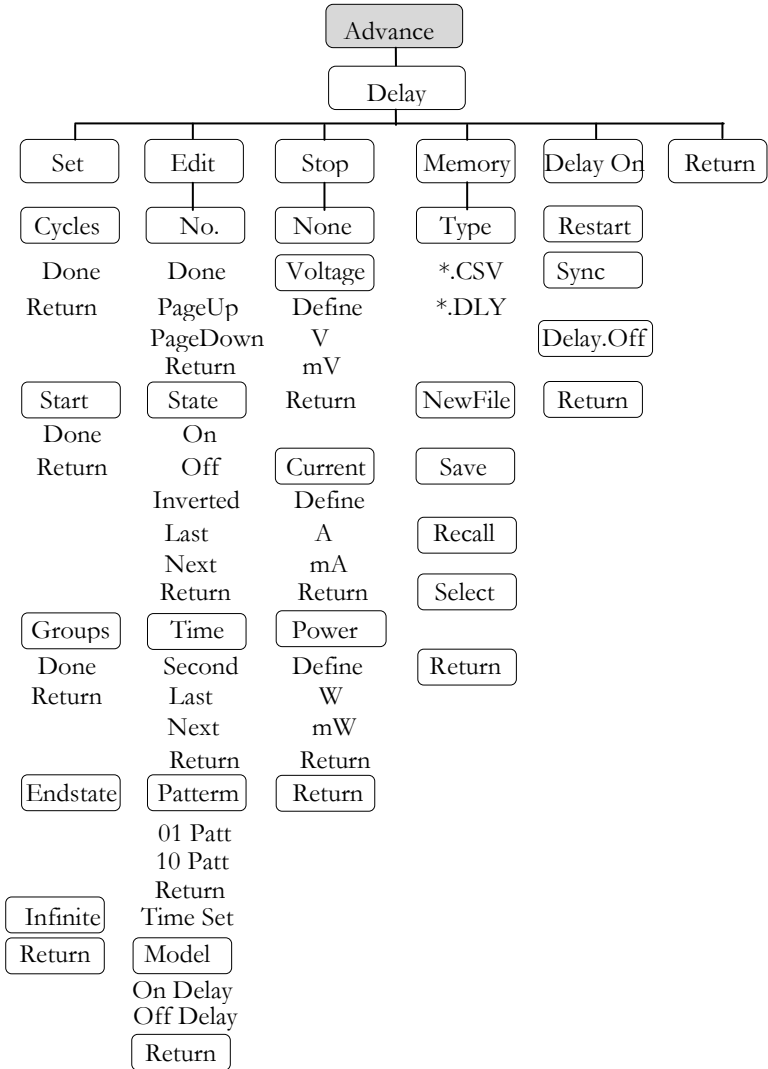 Advance
Delay
Set Edit Stop Memory Delay On Return
Cycles No. None Type Restart
Done Done Voltage *.CSV Sync
Return PageUp Define *.DLY
PageDown V Delay.Off
Return mV
Start State Return NewFile Return
Done On
Return Off Current Save
Inverted Define
Last A Recall
Next mA
Return Return Select
Groups Time Power
Done Second Define Return
Return Last W
Next mW
Return Return
Endstate Patterm Return
01 Patt
10 Patt
Return
Infinite Time Set
Return Model
On Delay
Off Delay
Return